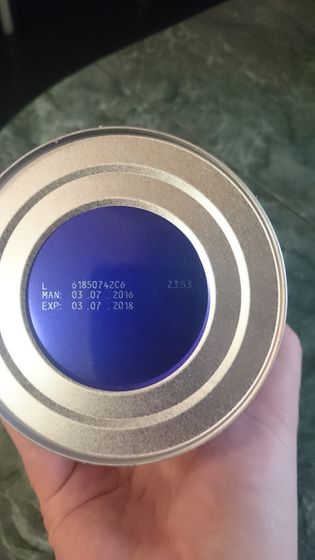 L 61850742C6 23:53
MAN: 03 .07 .2016
EXP: 03 .07 .2018